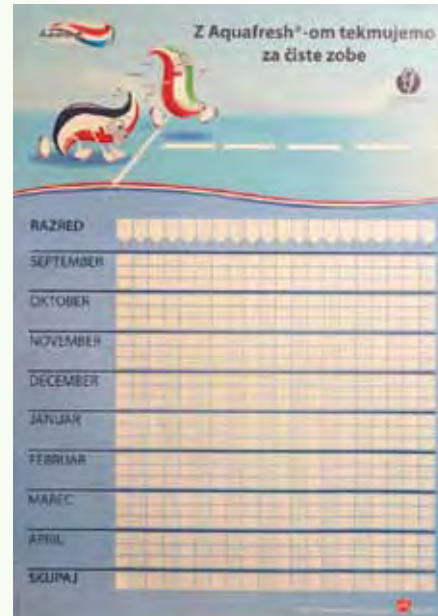 Z Aquafresh®-om tekmujemo
za čiste zobe
RAZRED
SEPTEMBER
OKTOBER
NOVEMBER
DECEMBER
JANUAR
FEBRUAR
MAREC
APRIL
SKUPAJ